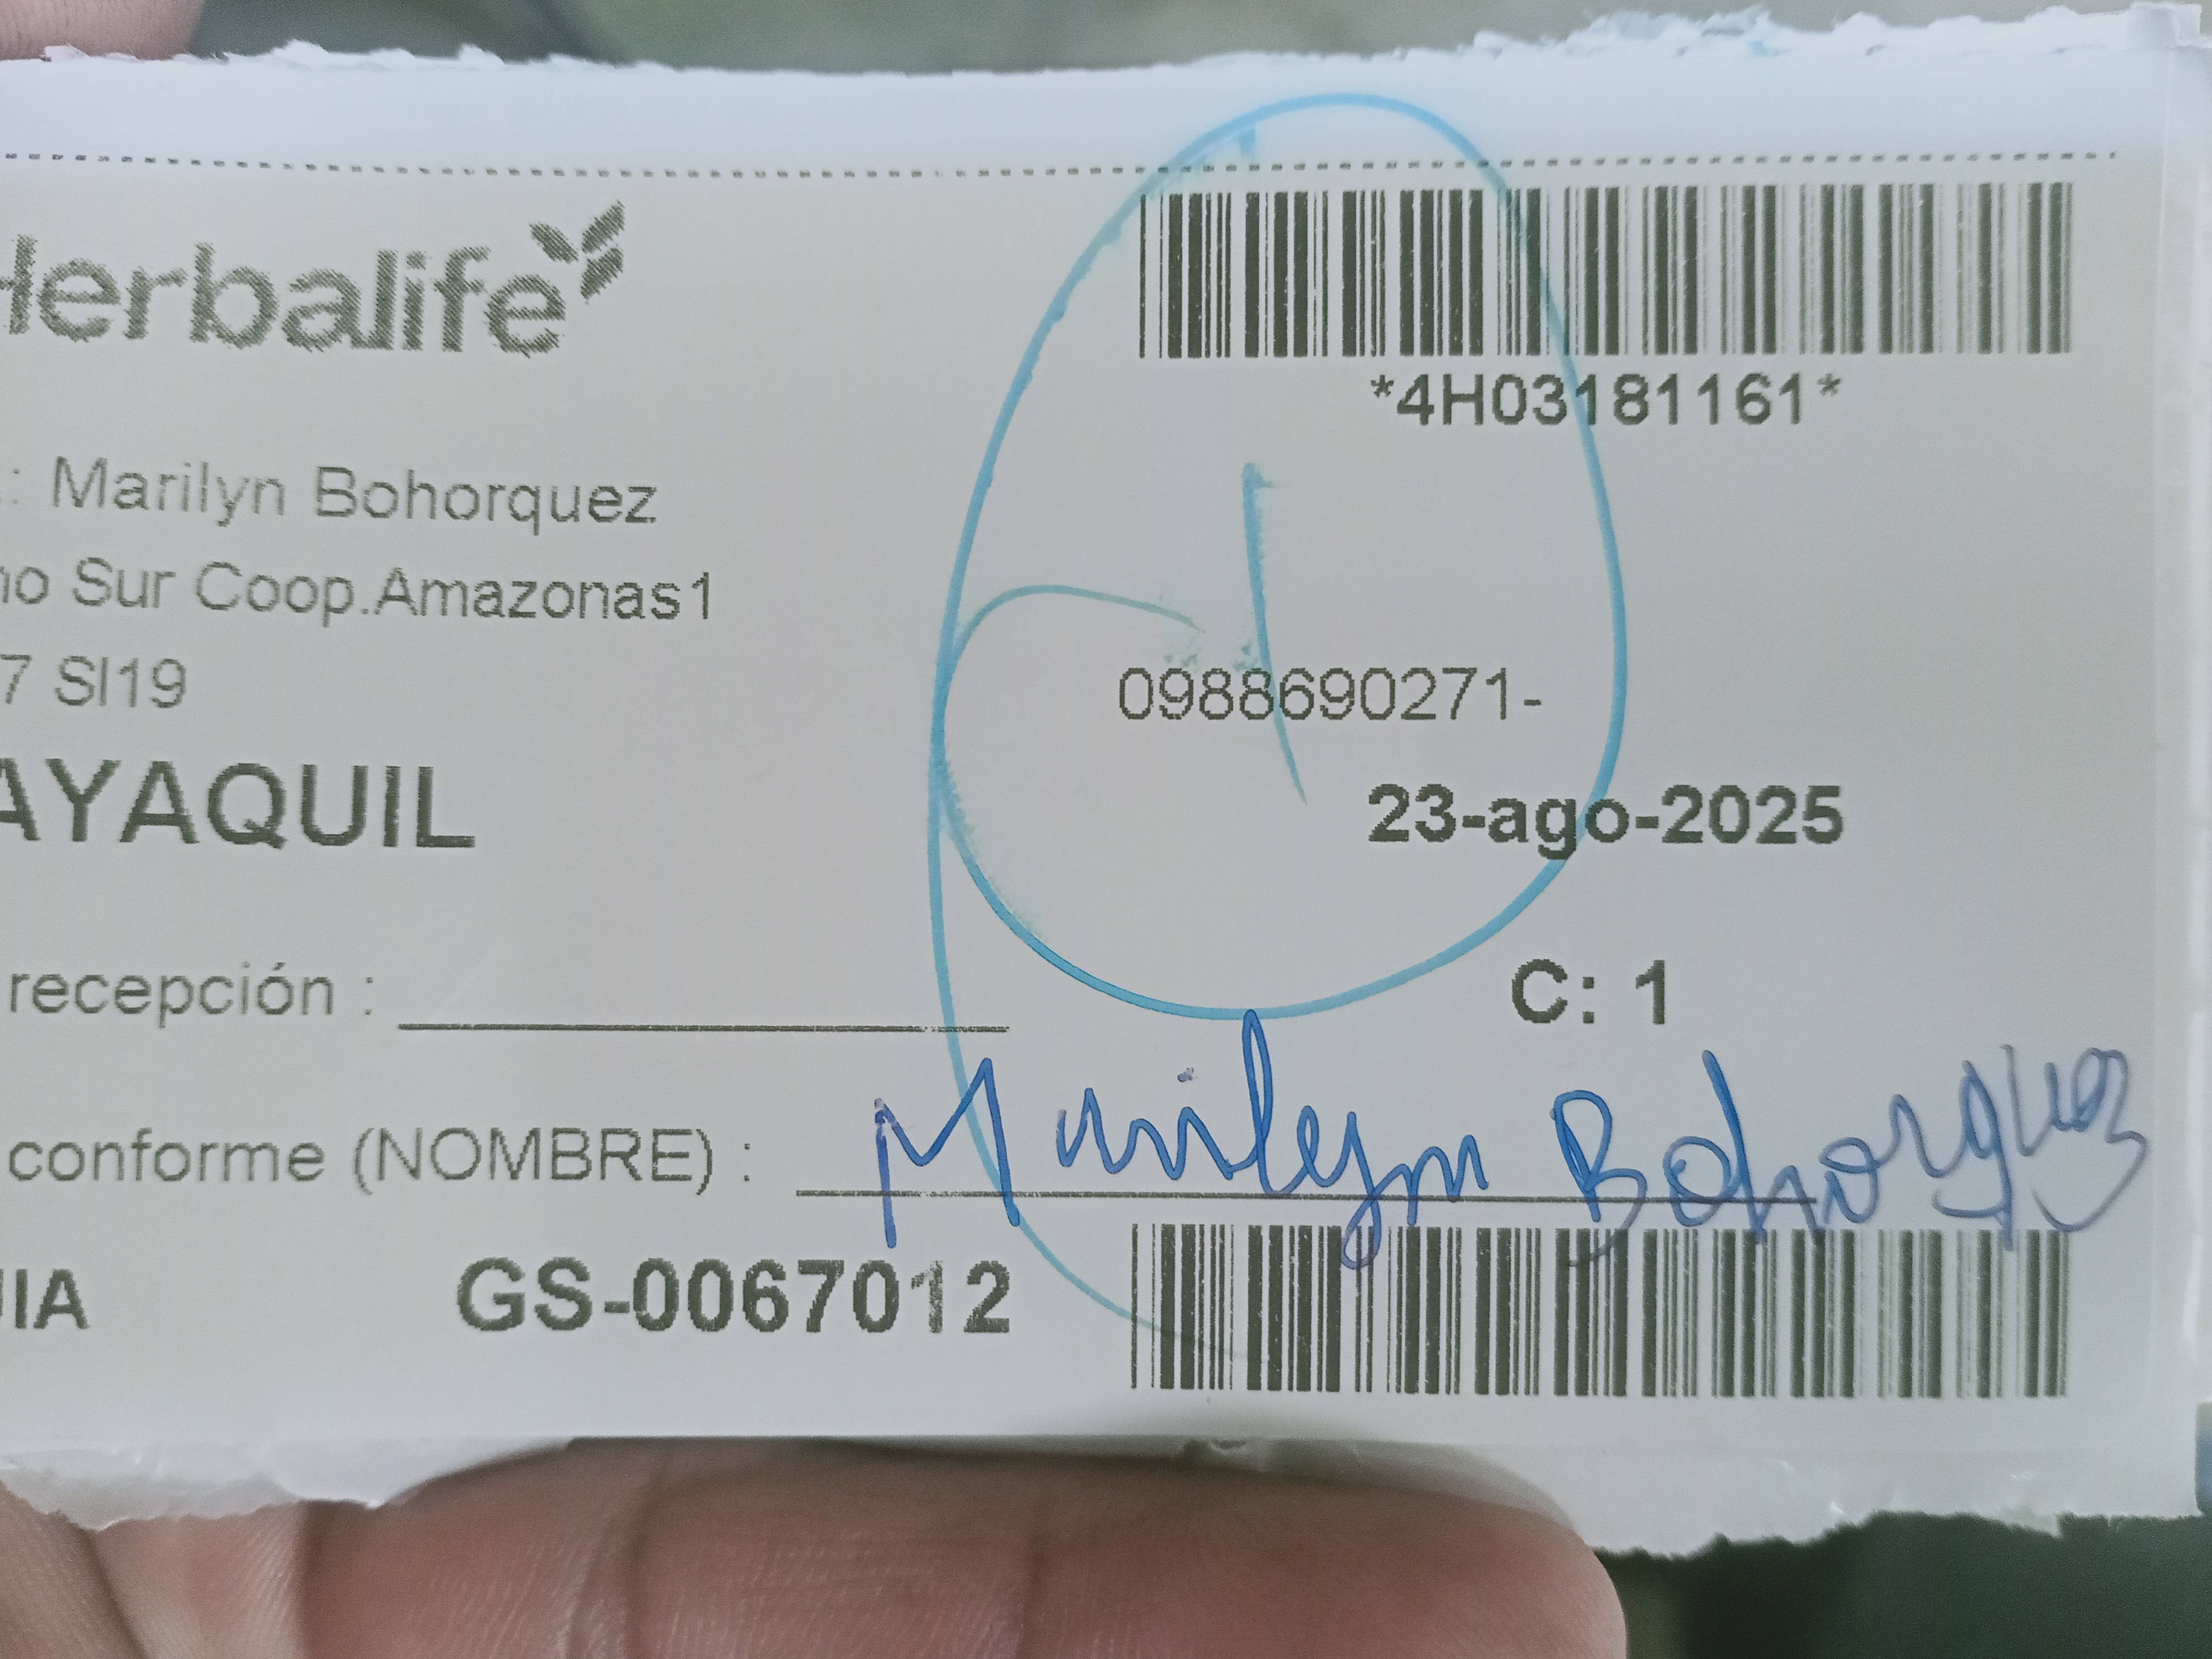 Herbalife
*4H03181161*
: Marilyn Bohorquez
no Sur Coop.Amazonas1
7 Sl19
0988690271-
AYAQUIL
23-ago-2025
recepción :
C: 1
conforme (NOMBRE) : Marilyn Bohorquez
IA GS-0067012